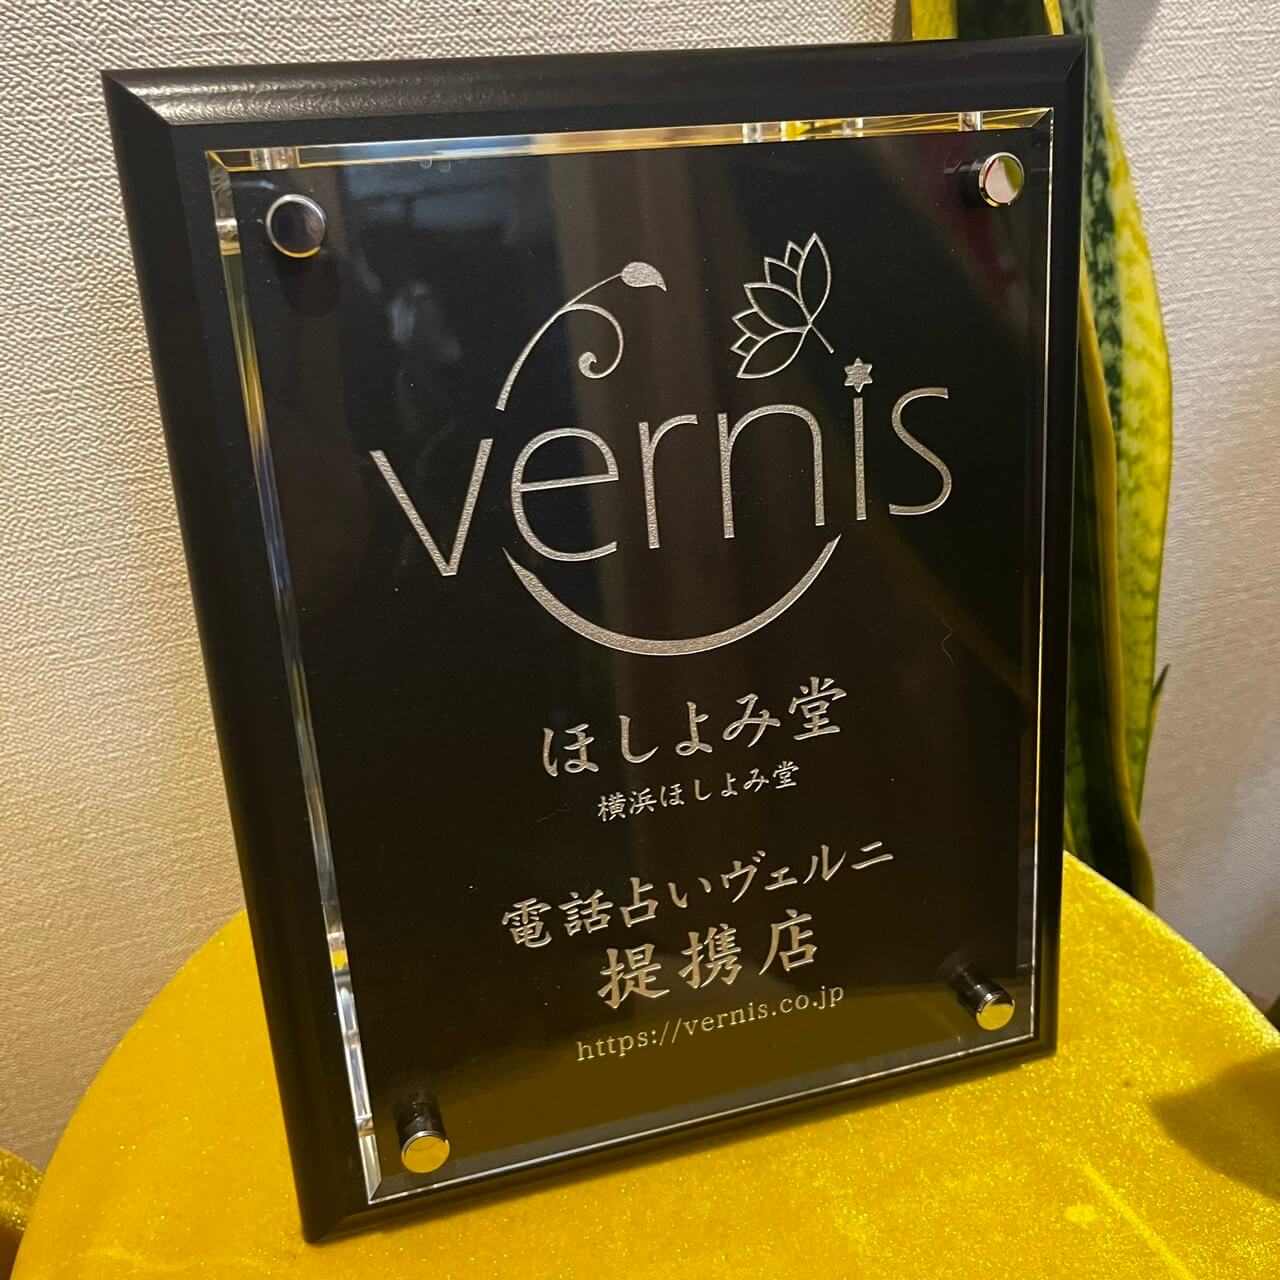 vernis
ほしよみ堂
横浜ほしよみ堂
電話占いヴェルニ
提携店
https://vernis.co.jp